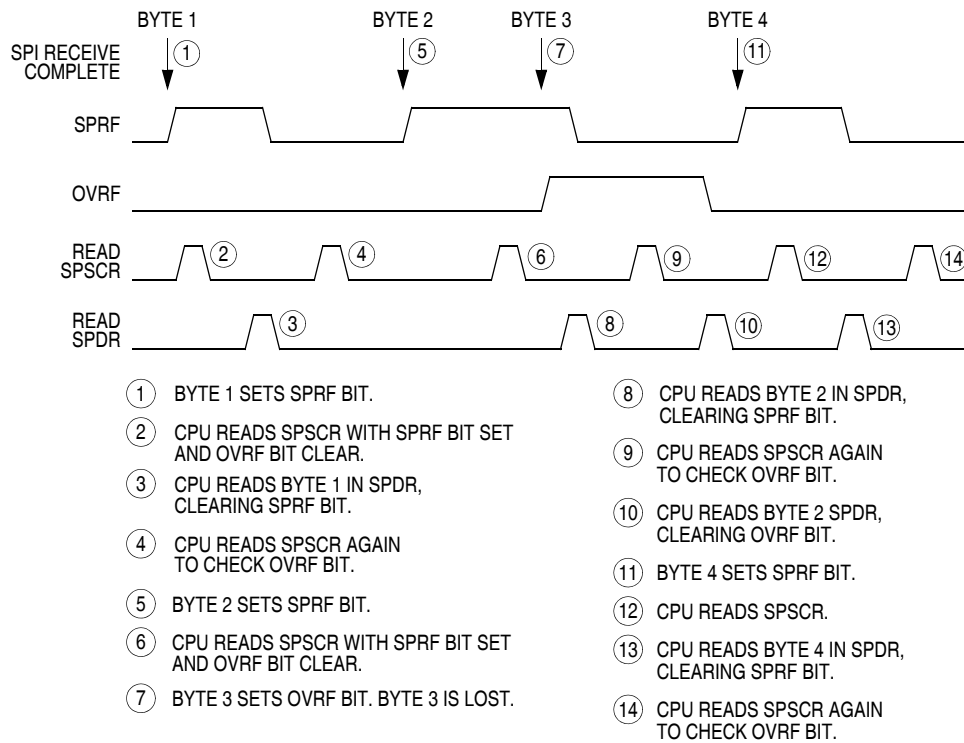 BYTE 1 BYTE 2 BYTE 3 BYTE 4
SPI RECEIVE
COMPLETE
1 5 7 11
SPRF
OVRF
READ
SPSCR
2 4 6 9 12 14
READ
SPDR
3 8 10 13
1 BYTE 1 SETS SPRF BIT.
2 CPU READS SPSCR WITH SPRF BIT SET
AND OVRF BIT CLEAR.
3 CPU READS BYTE 1 IN SPDR,
CLEARING SPRF BIT.
4 CPU READS SPSCR AGAIN
TO CHECK OVRF BIT.
5 BYTE 2 SETS SPRF BIT.
6 CPU READS SPSCR WITH SPRF BIT SET
AND OVRF BIT CLEAR.
7 BYTE 3 SETS OVRF BIT. BYTE 3 IS LOST.
8 CPU READS BYTE 2 IN SPDR,
CLEARING SPRF BIT.
9 CPU READS SPSCR AGAIN
TO CHECK OVRF BIT.
10 CPU READS BYTE 2 SPDR,
CLEARING OVRF BIT.
11 BYTE 4 SETS SPRF BIT.
12 CPU READS SPSCR.
13 CPU READS BYTE 4 IN SPDR,
CLEARING SPRF BIT.
14 CPU READS SPSCR AGAIN
TO CHECK OVRF BIT.